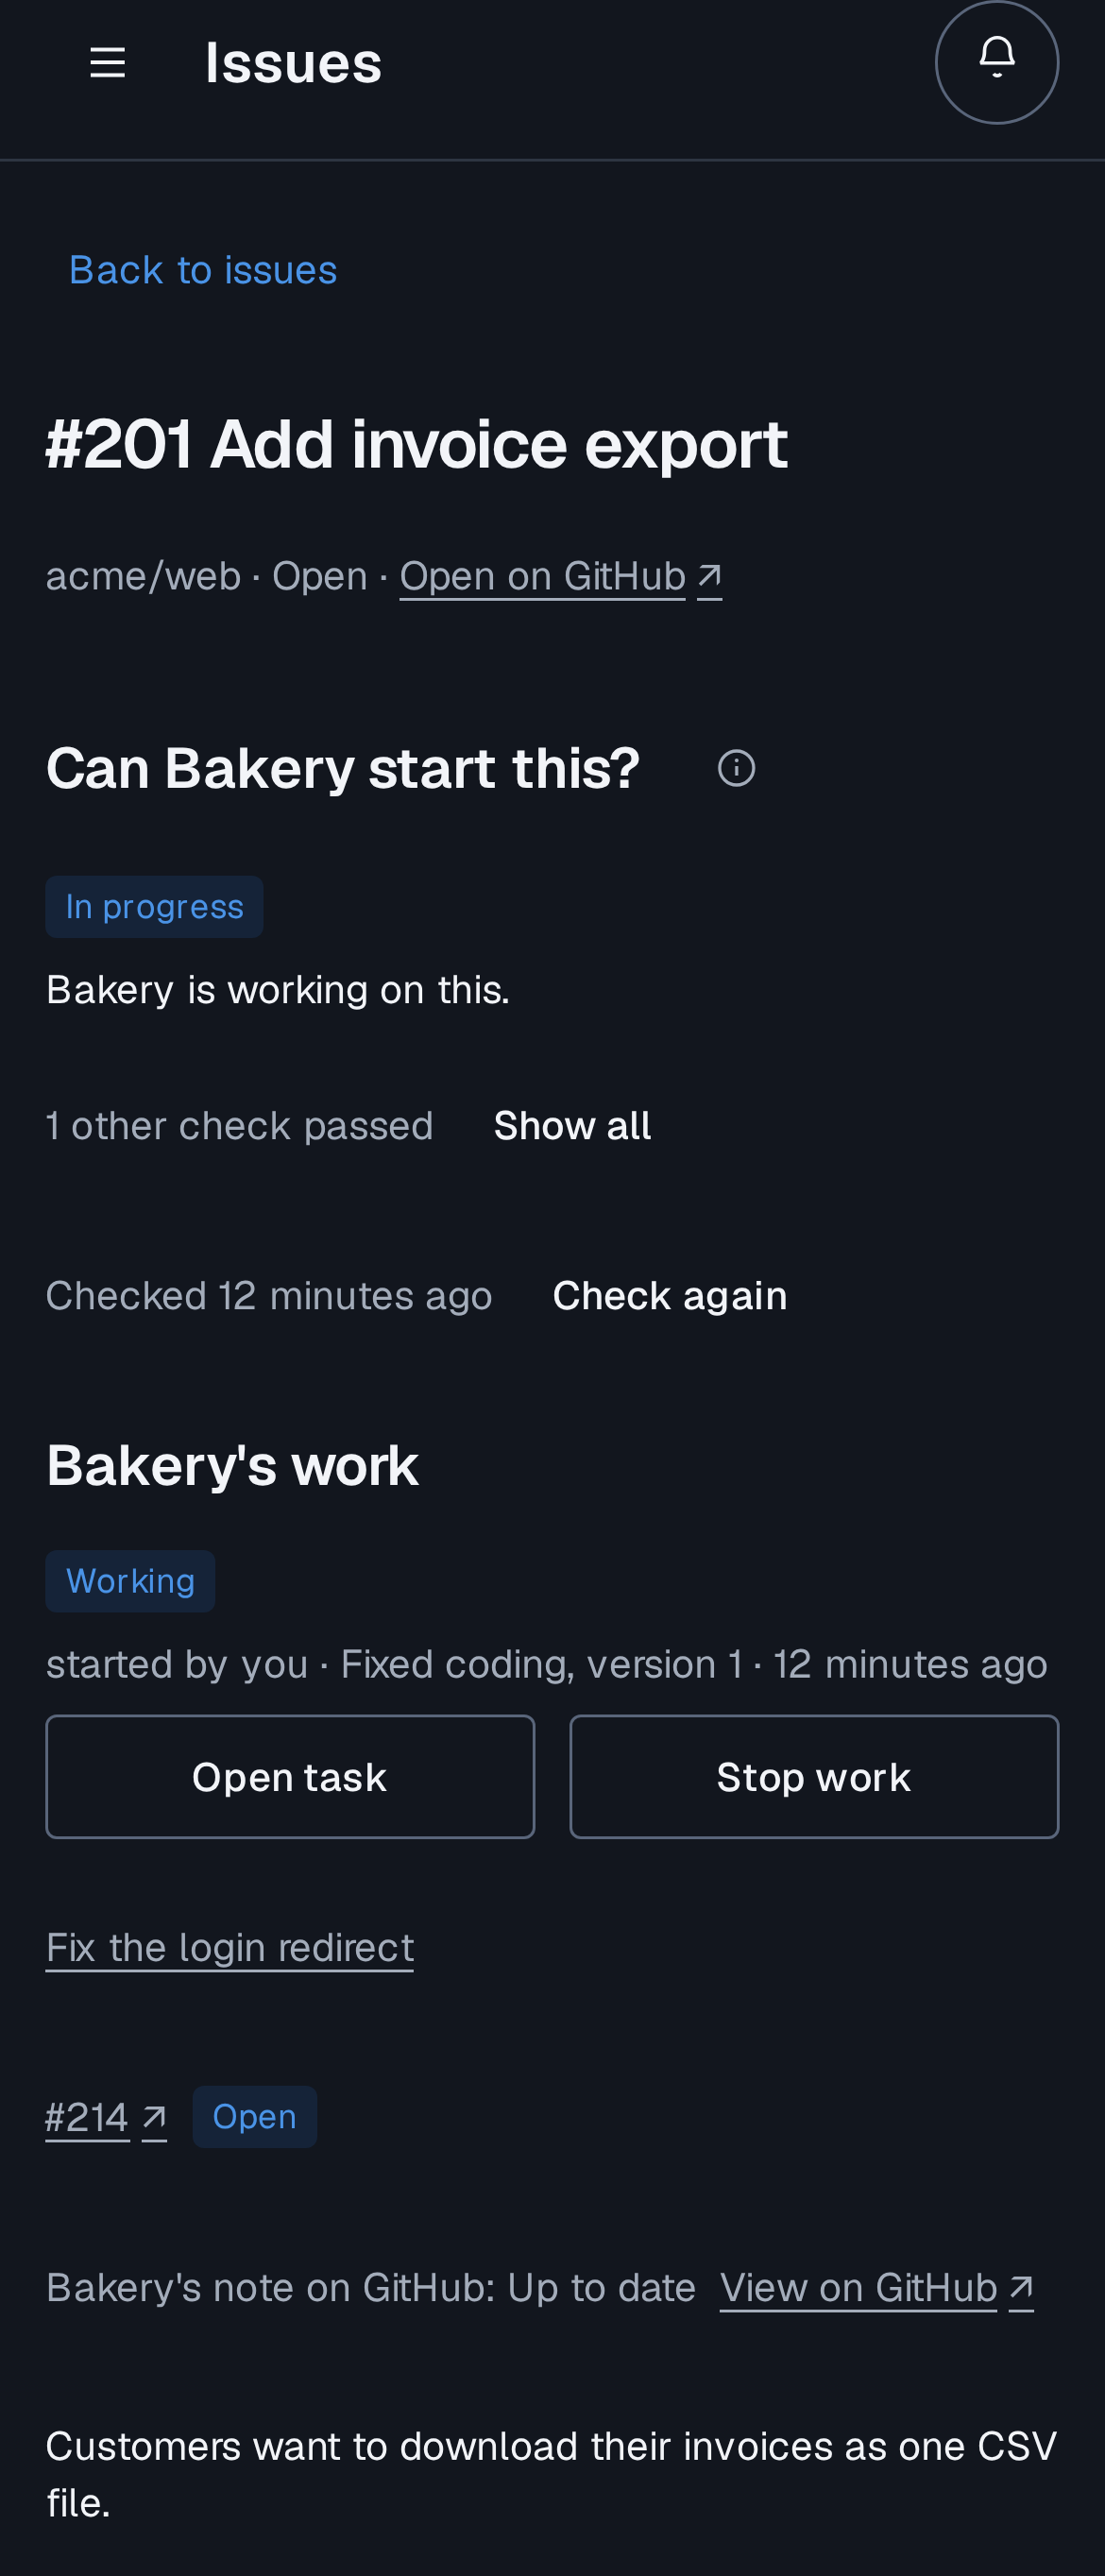 Issues
Back to issues
#201 Add invoice export
acme/web · Open · Open on GitHub ↗
Can Bakery start this?
In progress
Bakery is working on this.
1 other check passed Show all
Checked 12 minutes ago Check again
Bakery's work
Working
started by you · Fixed coding, version 1 · 12 minutes ago
Open task Stop work
Fix the login redirect
#214 ↗ Open
Bakery's note on GitHub: Up to date View on GitHub ↗
Customers want to download their invoices as one CSV
file.